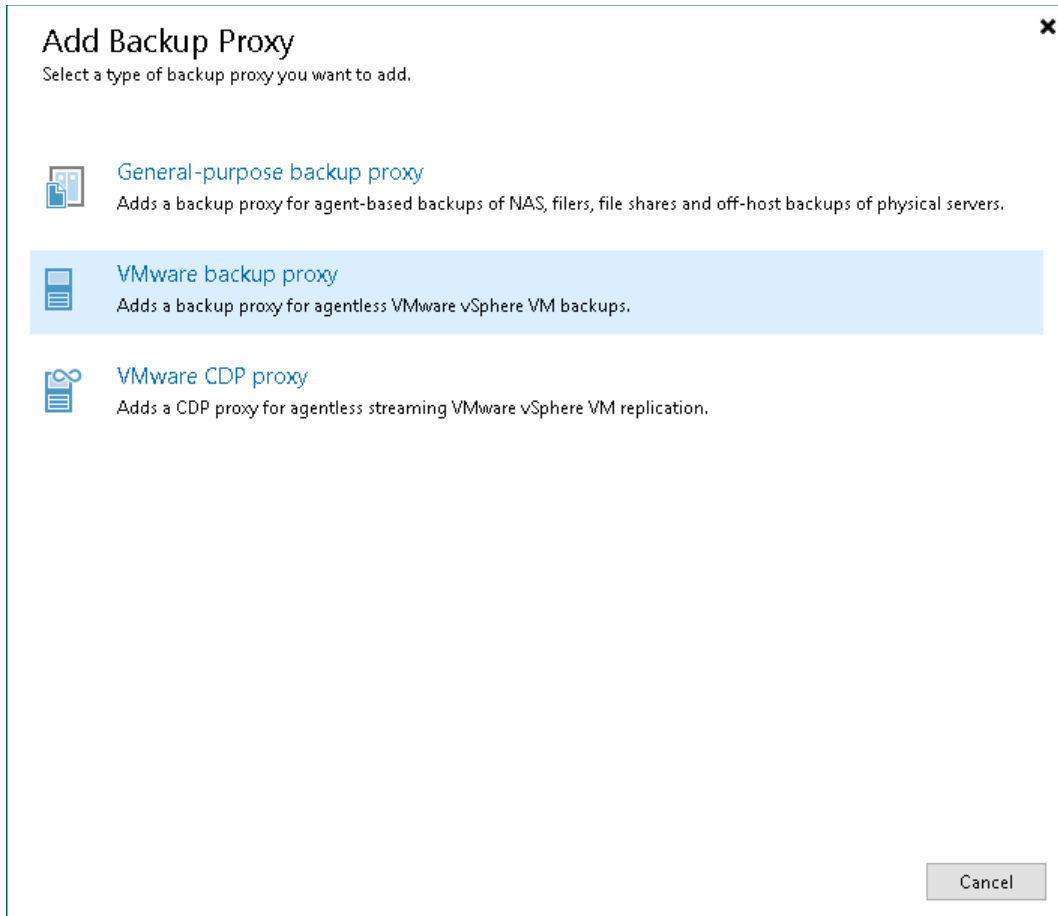 Add Backup Proxy
Select a type of backup proxy you want to add.
General-purpose backup proxy
Adds a backup proxy for agent-based backups of NAS, filers, file shares and off-host backups of physical servers.
VMware backup proxy
Adds a backup proxy for agentless VMware vSphere VM backups.
VMware CDP proxy
Adds a CDP proxy for agentless streaming VMware vSphere VM replication.
Cancel